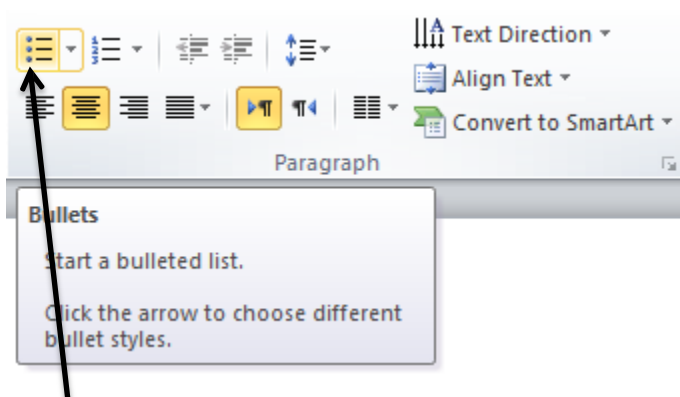 Text Direction
Align Text
Convert to SmartArt
Paragraph
Bullets
Start a bulleted list.
Click the arrow to choose different
bullet styles.